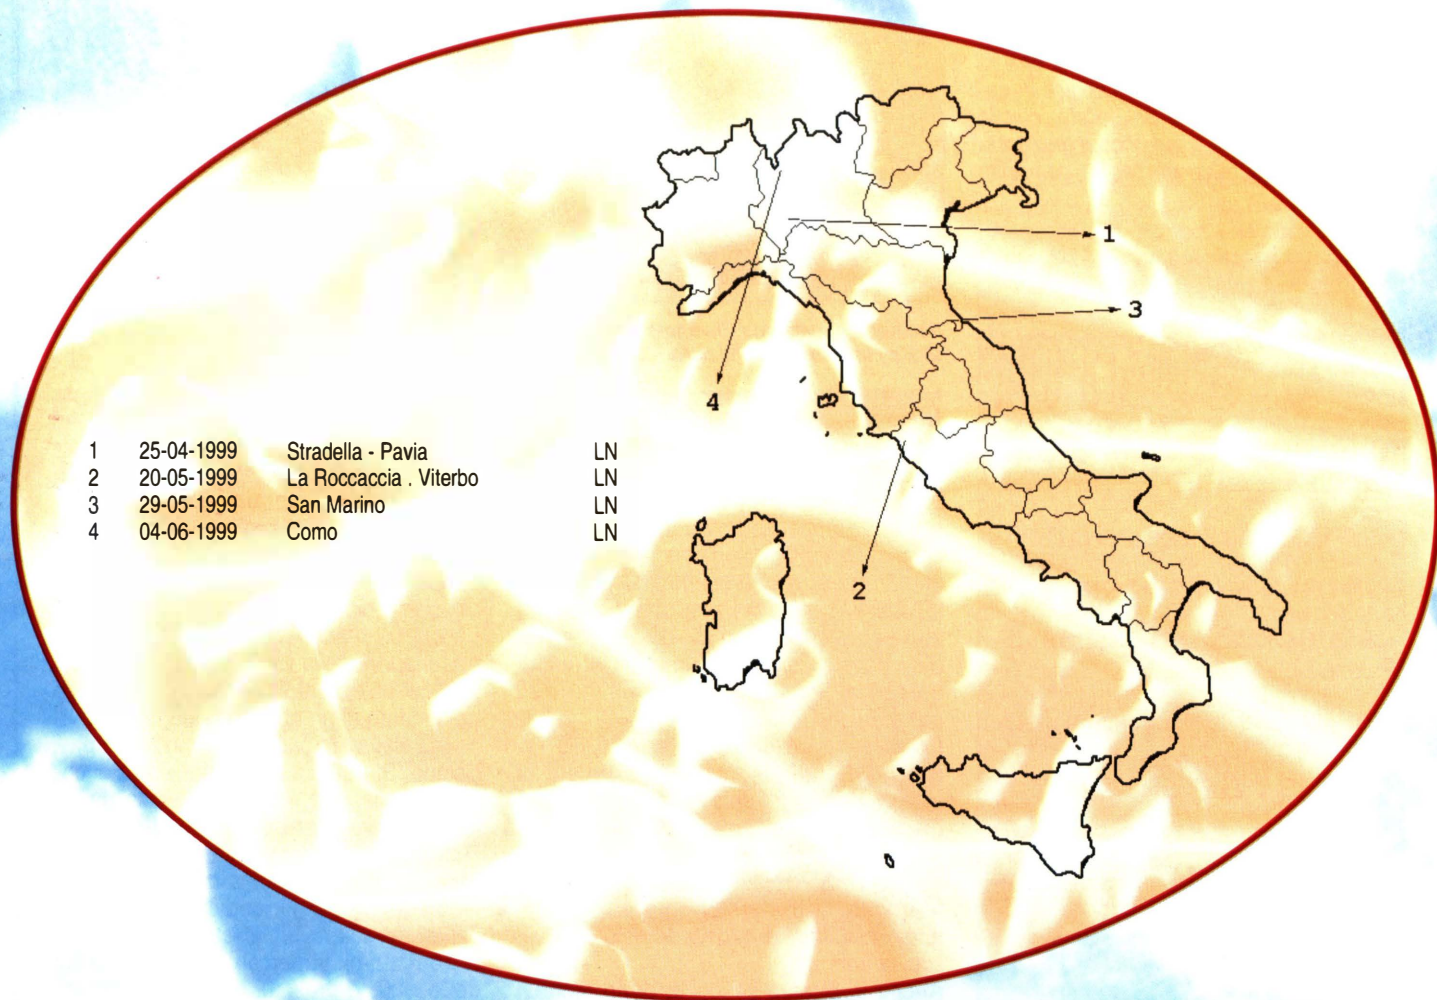 1
3
4
1 25-04-1999 Stradella - Pavia LN
2 20-05-1999 La Roccaccia . Viterbo LN
3 29-05-1999 San Marino LN
4 04-06-1999 Como LN
2